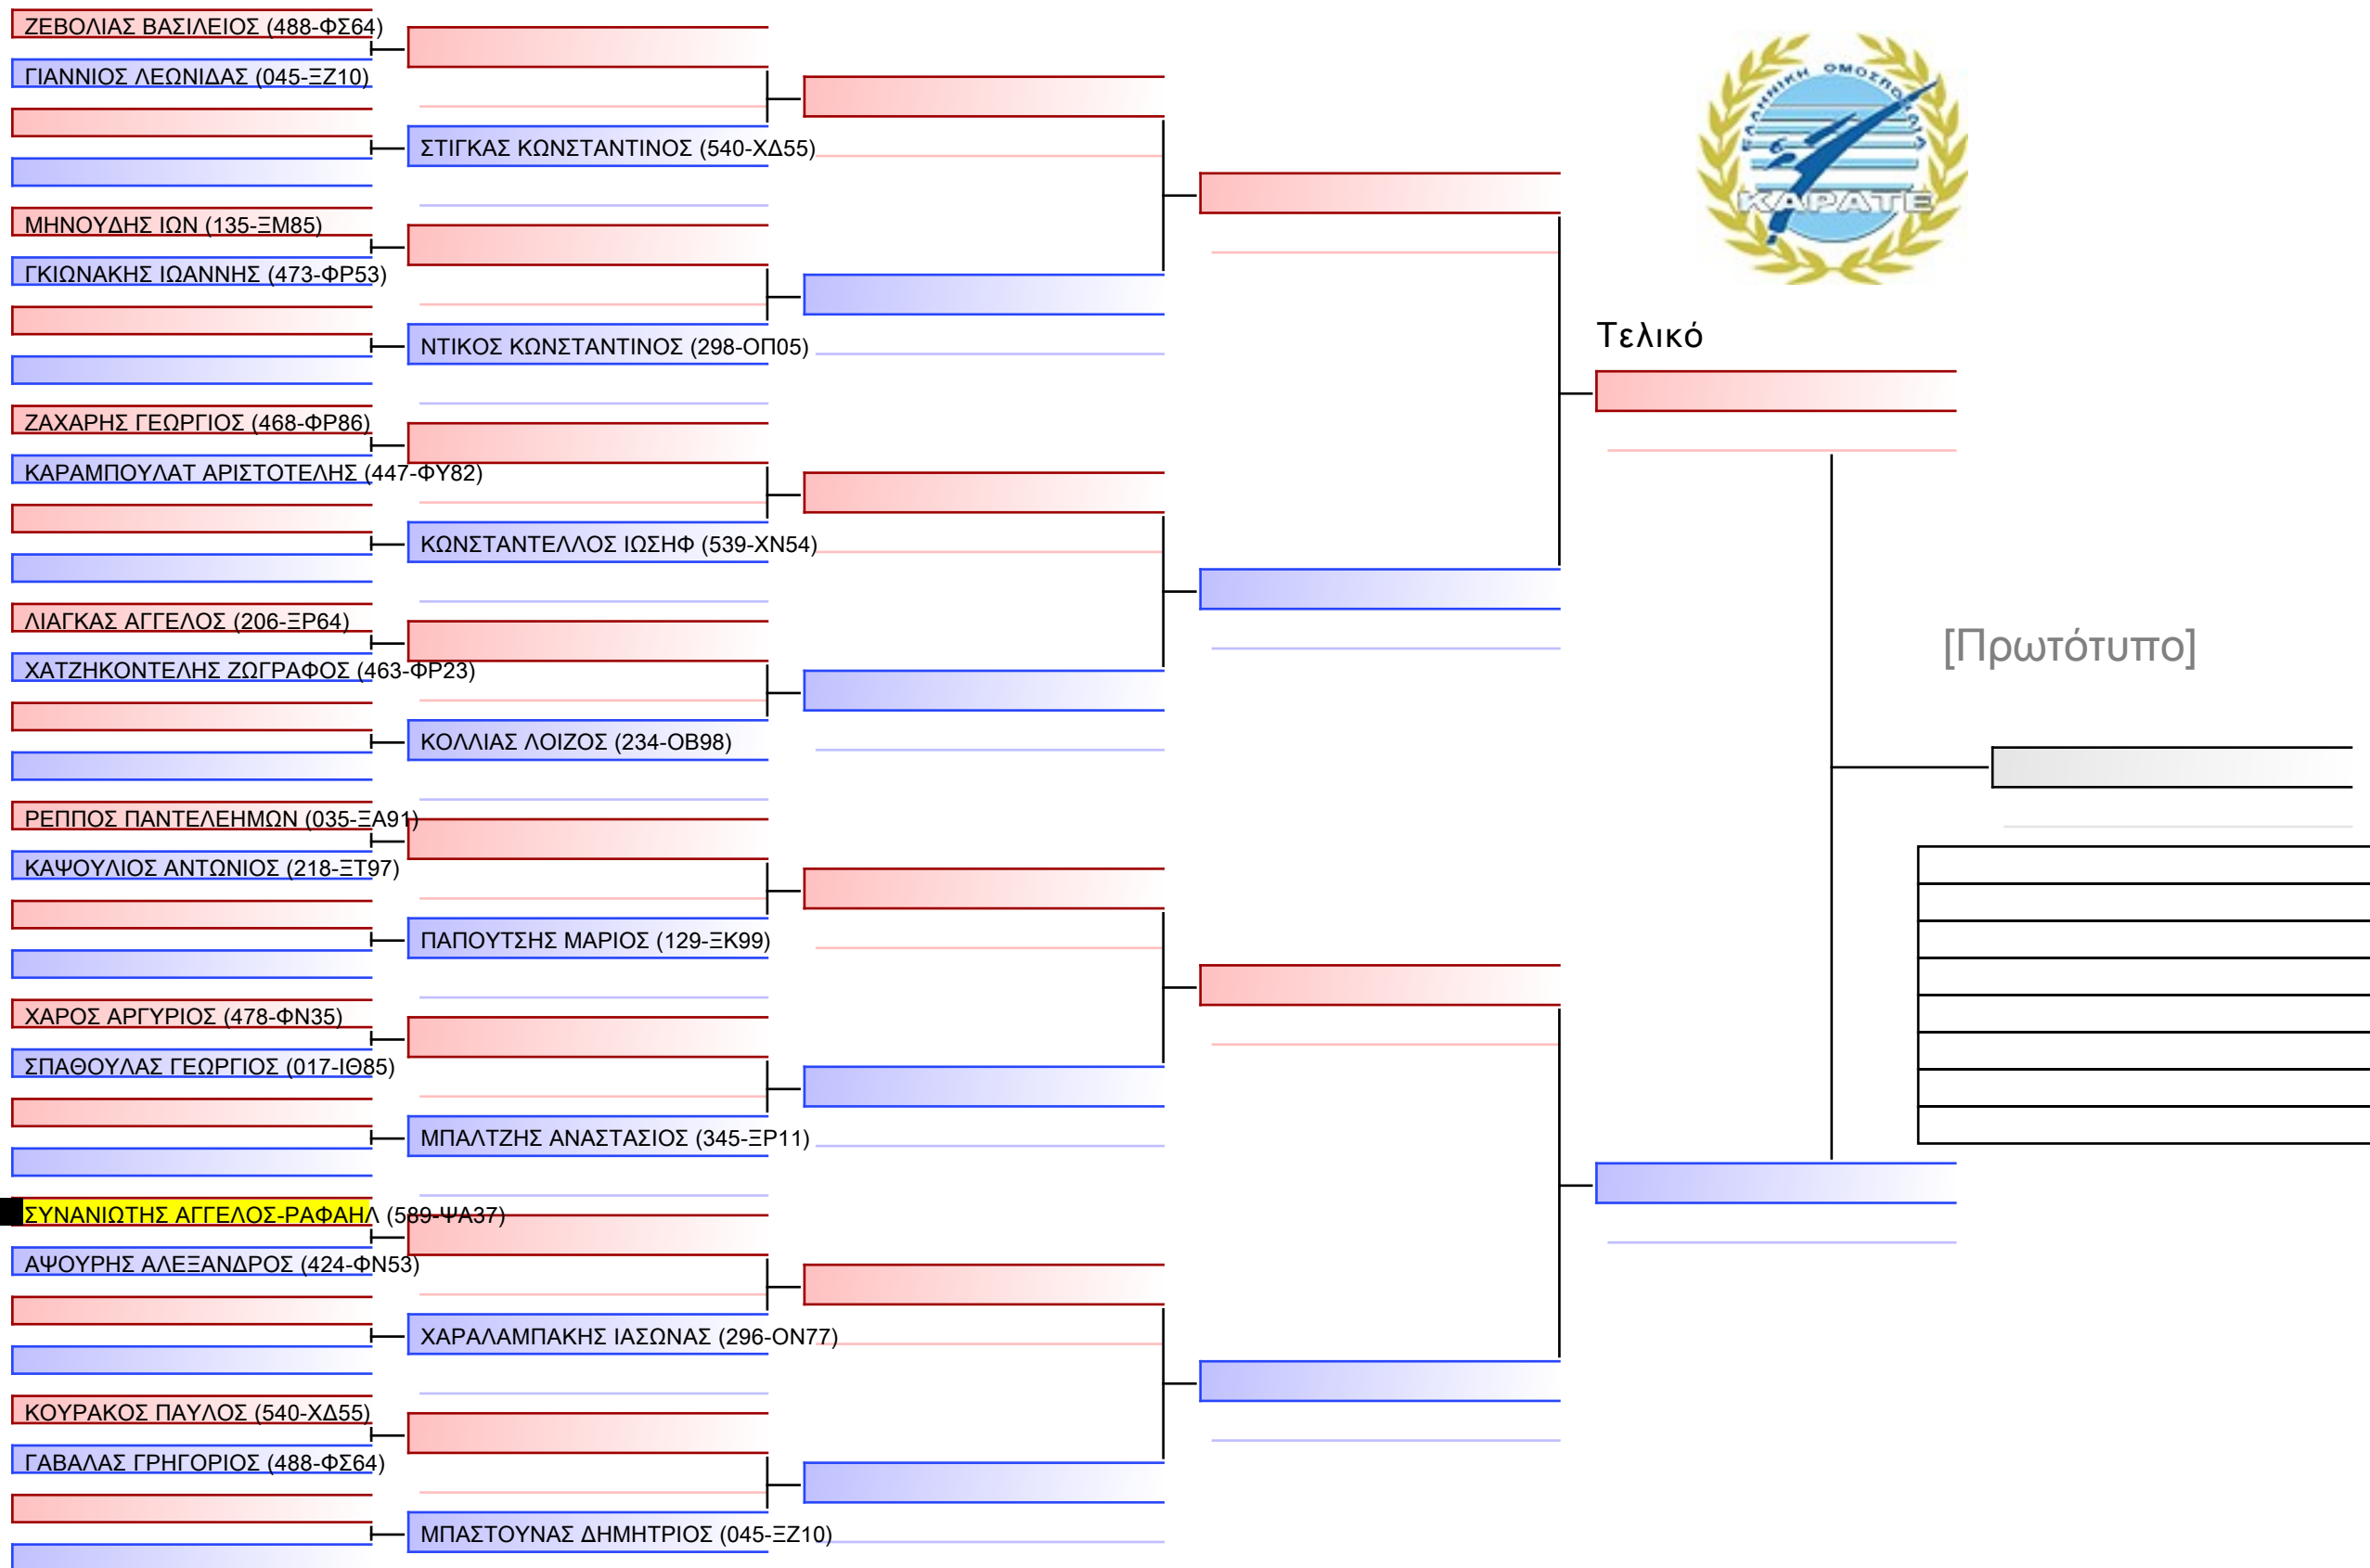 ΖΕΒΟΛΙΑΣ ΒΑΣΙΛΕΙΟΣ (488-ΦΣ64)
ΓΙΑΝΝΙΟΣ ΛΕΩΝΙΔΑΣ (045-ΞΖ10)
ΣΤΙΓΚΑΣ ΚΩΝΣΤΑΝΤΙΝΟΣ (540-ΧΔ55)
ΜΗΝΟΥΔΗΣ ΙΩΝ (135-ΞΜ85)
ΓΚΙΩΝΑΚΗΣ ΙΩΑΝΝΗΣ (473-ΦΡ53)
ΝΤΙΚΟΣ ΚΩΝΣΤΑΝΤΙΝΟΣ (298-ΟΠ05)
ΖΑΧΑΡΗΣ ΓΕΩΡΓΙΟΣ (468-ΦΡ86)
ΚΑΡΑΜΠΟΥΛΑΤ ΑΡΙΣΤΟΤΕΛΗΣ (447-ΦΥ82)
ΚΩΝΣΤΑΝΤΕΛΛΟΣ ΙΩΣΗΦ (539-ΧΝ54)
ΛΙΑΓΚΑΣ ΑΓΓΕΛΟΣ (206-ΞΡ64)
ΧΑΤΖΗΚΟΝΤΕΛΗΣ ΖΩΓΡΑΦΟΣ (463-ΦΡ23)
ΚΟΛΛΙΑΣ ΛΟΙΖΟΣ (234-ΟΒ98)
ΡΕΠΠΟΣ ΠΑΝΤΕΛΕΗΜΩΝ (035-ΞΑ91)
ΚΑΨΟΥΛΙΟΣ ΑΝΤΩΝΙΟΣ (218-ΞΤ97)
ΠΑΠΟΥΤΣΗΣ ΜΑΡΙΟΣ (129-ΞΚ99)
ΧΑΡΟΣ ΑΡΓΥΡΙΟΣ (478-ΦΝ35)
ΣΠΑΘΟΥΛΑΣ ΓΕΩΡΓΙΟΣ (017-ΙΘ85)
ΜΠΑΛΤΖΗΣ ΑΝΑΣΤΑΣΙΟΣ (345-ΞΡ11)
ΣΥΝΑΝΙΩΤΗΣ ΑΓΓΕΛΟΣ-ΡΑΦΑΗΛ (589-ΨΑ37)
ΑΨΟΥΡΗΣ ΑΛΕΞΑΝΔΡΟΣ (424-ΦΝ53)
ΧΑΡΑΛΑΜΠΑΚΗΣ ΙΑΣΩΝΑΣ (296-ΟΝ77)
ΚΟΥΡΑΚΟΣ ΠΑΥΛΟΣ (540-ΧΔ55)
ΓΑΒΑΛΑΣ ΓΡΗΓΟΡΙΟΣ (488-ΦΣ64)
ΜΠΑΣΤΟΥΝΑΣ ΔΗΜΗΤΡΙΟΣ (045-ΞΖ10)
ΕΛΛΗΝΙΚΗ ΟΜΟΣΠΟΝΔΙΑ
ΚΑΡΑΤΕ
Τελικό
[Πρωτότυπο]